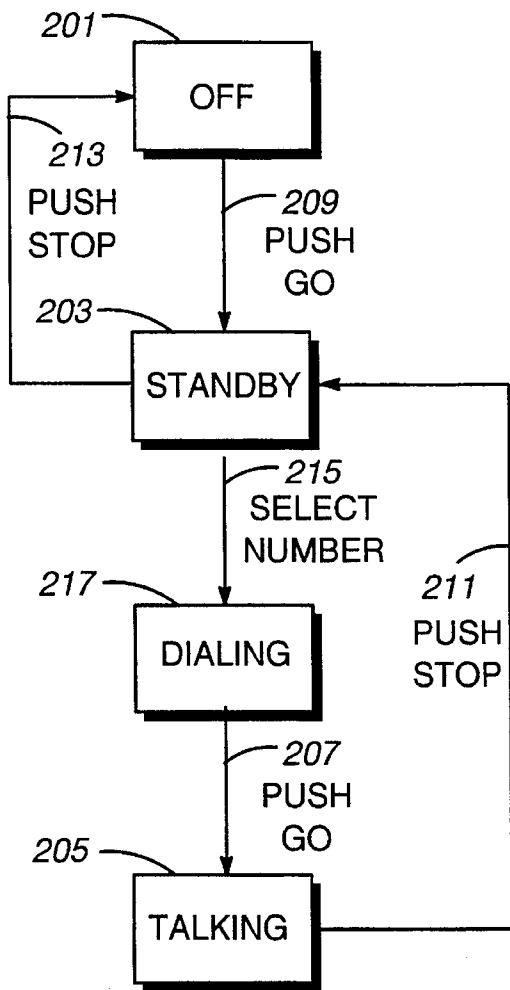 201
OFF
213
PUSH
STOP
209
PUSH
GO
203
STANDBY
215
SELECT
NUMBER
217
DIALING
211
PUSH
STOP
207
PUSH
GO
205
TALKING